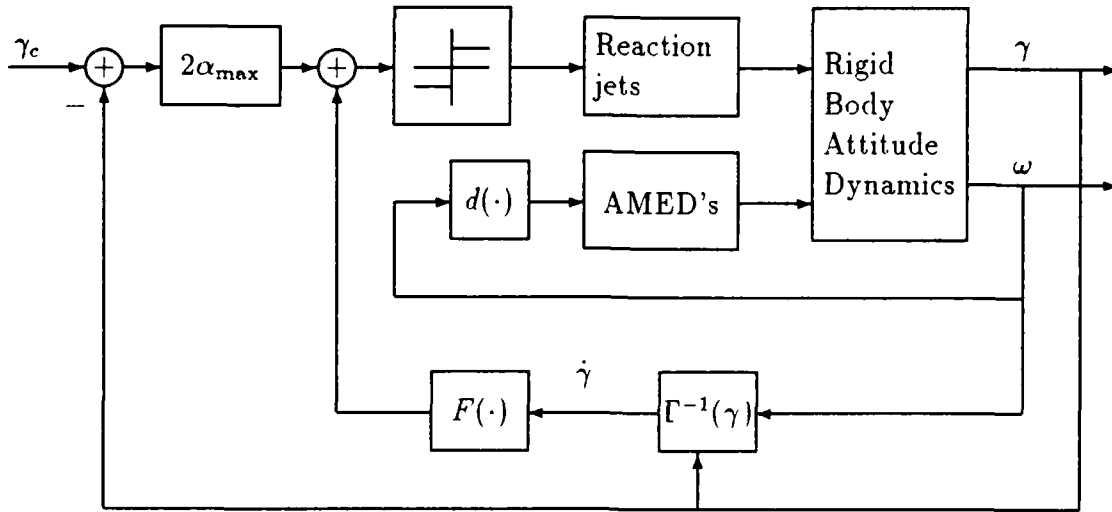 γc
+
−
2αmax
+
Reaction
jets
Rigid
Body
Attitude
Dynamics
γ
ω
d(·)
AMED's
γ̇
F(·)
Γ⁻¹(γ)